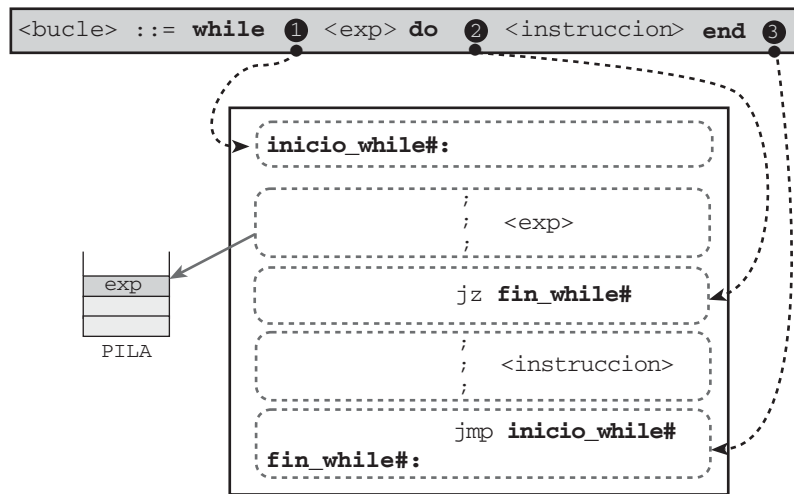 <bucle> ::= while 1 <exp> do 2 <instruccion> end 3
inicio_while#:
;
; <exp>
;
exp
PILA
jz fin_while#
;
; <instruccion>
;
jmp inicio_while#
fin_while#: